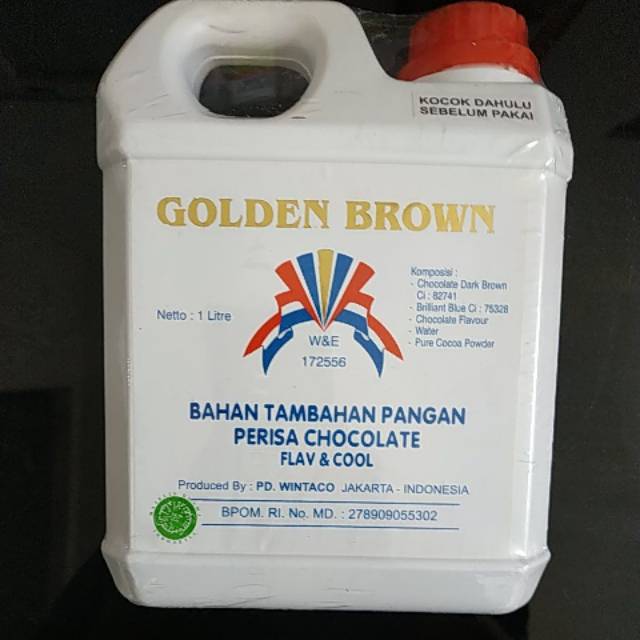 KOCOK DAHULU
SEBELUM PAKAI
GOLDEN BROWN
Netto : 1 Litre
W&E
172556
Komposisi :
- Chocolate Dark Brown
Ci : 82741
- Brilliant Blue Ci : 75328
- Chocolate Flavour
- Water
- Pure Cocoa Powder
BAHAN TAMBAHAN PANGAN
PERISA CHOCOLATE
FLAV & COOL
Produced By : PD. WINTACO JAKARTA - INDONESIA
BPOM. RI. No. MD. : 278909055302